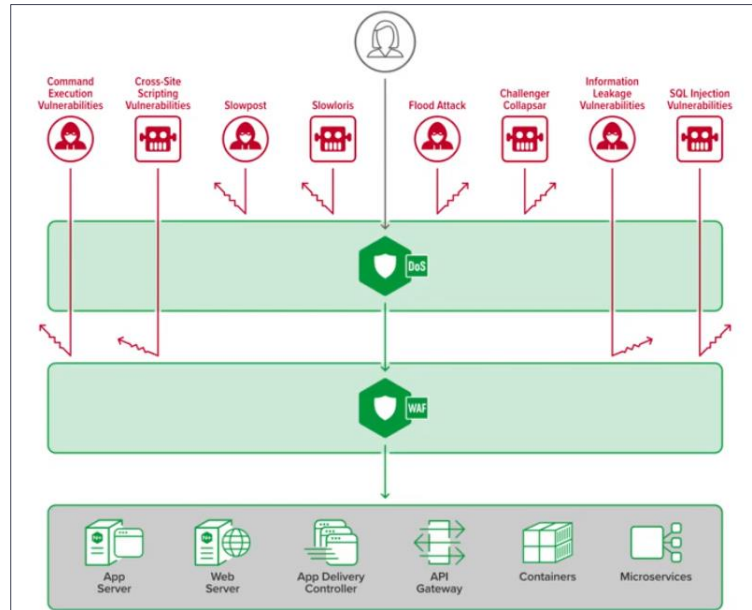 Command
Execution
Vulnerabilities
Cross-Site
Scripting
Vulnerabilities
Slowpost
Slowloris
Flood Attack
Challenger
Collapsar
Information
Leakage
Vulnerabilities
SQL Injection
Vulnerabilities
DoS
WAF
App
Server
Web
Server
App Delivery
Controller
API
Gateway
Containers
Microservices